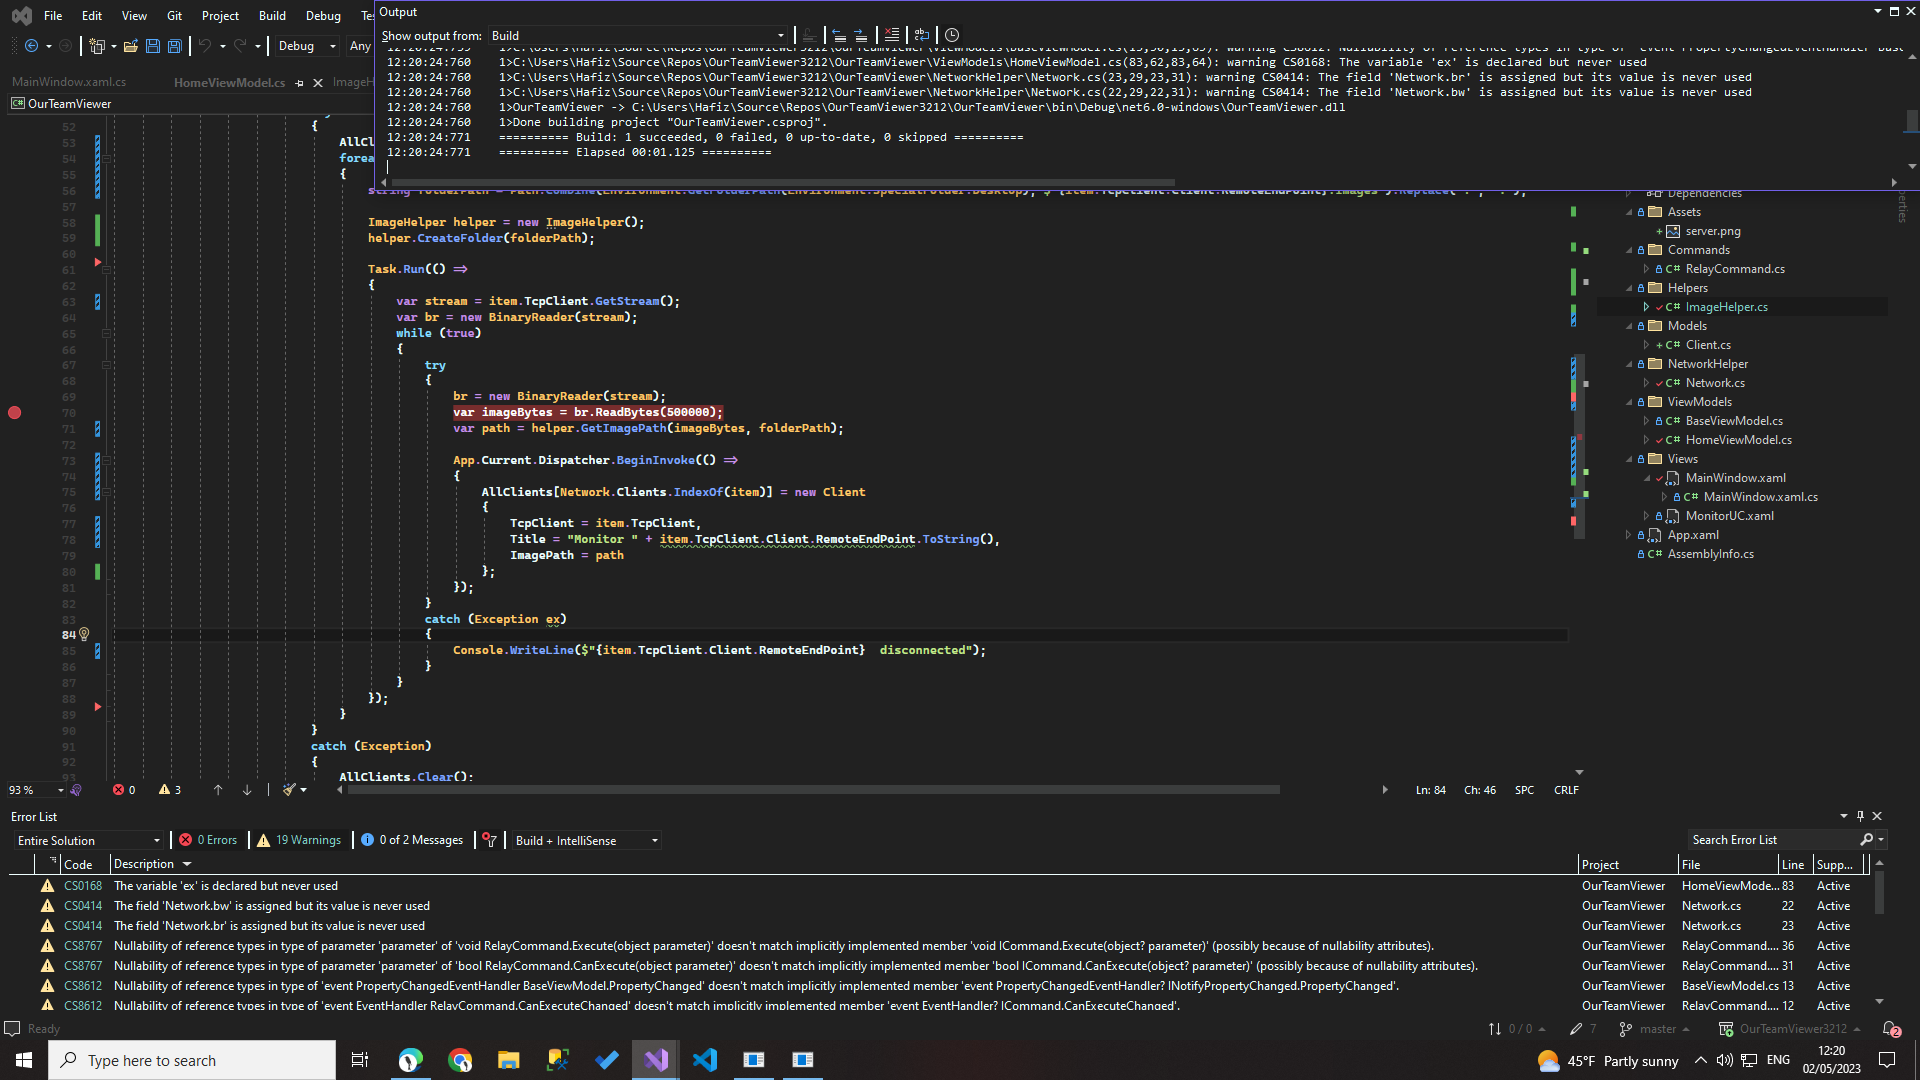 File Edit View Git Project Build Debug Te
Output
Show output from: Build
Debug Any
12:20:24:760 1>C:\Users\Hafiz\Source\Repos\OurTeamViewer3212\OurTeamViewer\ViewModels\HomeViewModel.cs(83,62,83,64): warning CS0168: The variable 'ex' is declared but never used
12:20:24:760 1>C:\Users\Hafiz\Source\Repos\OurTeamViewer3212\OurTeamViewer\NetworkHelper\Network.cs(23,29,23,31): warning CS0414: The field 'Network.br' is assigned but its value is never used
12:20:24:760 1>C:\Users\Hafiz\Source\Repos\OurTeamViewer3212\OurTeamViewer\NetworkHelper\Network.cs(22,29,22,31): warning CS0414: The field 'Network.bw' is assigned but its value is never used
12:20:24:760 1>OurTeamViewer -> C:\Users\Hafiz\Source\Repos\OurTeamViewer3212\OurTeamViewer\bin\Debug\net6.0-windows\OurTeamViewer.dll
12:20:24:760 1>Done building project "OurTeamViewer.csproj".
12:20:24:771 ========== Build: 1 succeeded, 0 failed, 0 up-to-date, 0 skipped ==========
12:20:24:771 ========== Elapsed 00:01.125 ==========
MainWindow.xaml.cs HomeViewModel.cs ImageH
OurTeamViewer
52 {
53 AllCl
54 forea
55 {
56
57
58 ImageHelper helper = new ImageHelper();
59 helper.CreateFolder(folderPath);
60
61 Task.Run(() =>
62 {
63 var stream = item.TcpClient.GetStream();
64 var br = new BinaryReader(stream);
65 while (true)
66 {
67 try
68 {
69 br = new BinaryReader(stream);
70 var imageBytes = br.ReadBytes(500000);
71 var path = helper.GetImagePath(imageBytes, folderPath);
72
73 App.Current.Dispatcher.BeginInvoke(() =>
74 {
75 AllClients[Network.Clients.IndexOf(item)] = new Client
76 {
77 TcpClient = item.TcpClient,
78 Title = "Monitor " + item.TcpClient.Client.RemoteEndPoint.ToString(),
79 ImagePath = path
80 };
81 });
82 }
83 catch (Exception ex)
84 {
85 Console.WriteLine($"{item.TcpClient.Client.RemoteEndPoint}  disconnected");
86 }
87 }
88 });
89 }
90 }
91 catch (Exception)
92 {
93 AllClients.Clear();
Dependencies
Assets
server.png
Commands
C# RelayCommand.cs
Helpers
C# ImageHelper.cs
Models
C# Client.cs
NetworkHelper
C# Network.cs
ViewModels
C# BaseViewModel.cs
C# HomeViewModel.cs
Views
MainWindow.xaml
C# MainWindow.xaml.cs
MonitorUC.xaml
App.xaml
C# AssemblyInfo.cs
perties
93 % 0 3 Ln: 84 Ch: 46 SPC CRLF
Error List
Entire Solution 0 Errors 19 Warnings 0 of 2 Messages Build + IntelliSense Search Error List
Code Description Project File Line Supp...
CS0168 The variable 'ex' is declared but never used OurTeamViewer HomeViewMode... 83 Active
CS0414 The field 'Network.bw' is assigned but its value is never used OurTeamViewer Network.cs 22 Active
CS0414 The field 'Network.br' is assigned but its value is never used OurTeamViewer Network.cs 23 Active
CS8767 Nullability of reference types in type of parameter 'parameter' of 'void RelayCommand.Execute(object parameter)' doesn't match implicitly implemented member 'void ICommand.Execute(object? parameter)' (possibly because of nullability attributes). OurTeamViewer RelayCommand.... 36 Active
CS8767 Nullability of reference types in type of parameter 'parameter' of 'bool RelayCommand.CanExecute(object parameter)' doesn't match implicitly implemented member 'bool ICommand.CanExecute(object? parameter)' (possibly because of nullability attributes). OurTeamViewer RelayCommand.... 31 Active
CS8612 Nullability of reference types in type of 'event PropertyChangedEventHandler BaseViewModel.PropertyChanged' doesn't match implicitly implemented member 'event PropertyChangedEventHandler? INotifyPropertyChanged.PropertyChanged'. OurTeamViewer BaseViewModel.cs 13 Active
CS8612 Nullability of reference types in type of 'event EventHandler RelayCommand.CanExecuteChanged' doesn't match implicitly implemented member 'event EventHandler? ICommand.CanExecuteChanged'. OurTeamViewer RelayCommand.... 12 Active
Ready 0 / 0 7 master OurTeamViewer3212 2
Type here to search 45°F Partly sunny ENG 12:20
02/05/2023